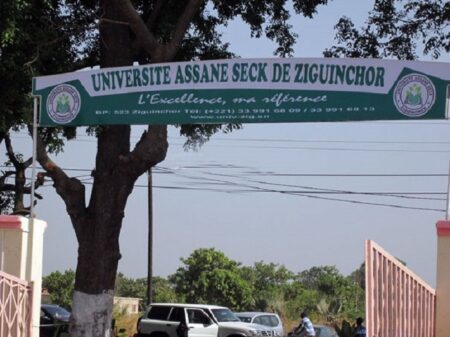 UNIVERSITE ASSANE SECK DE ZIGUINCHOR
L'Excellence, ma référence
BP: 523 Ziguinchor Tel: (+221) 33 991 68 09 / 33 991 68 13
www.univ-zig.sn